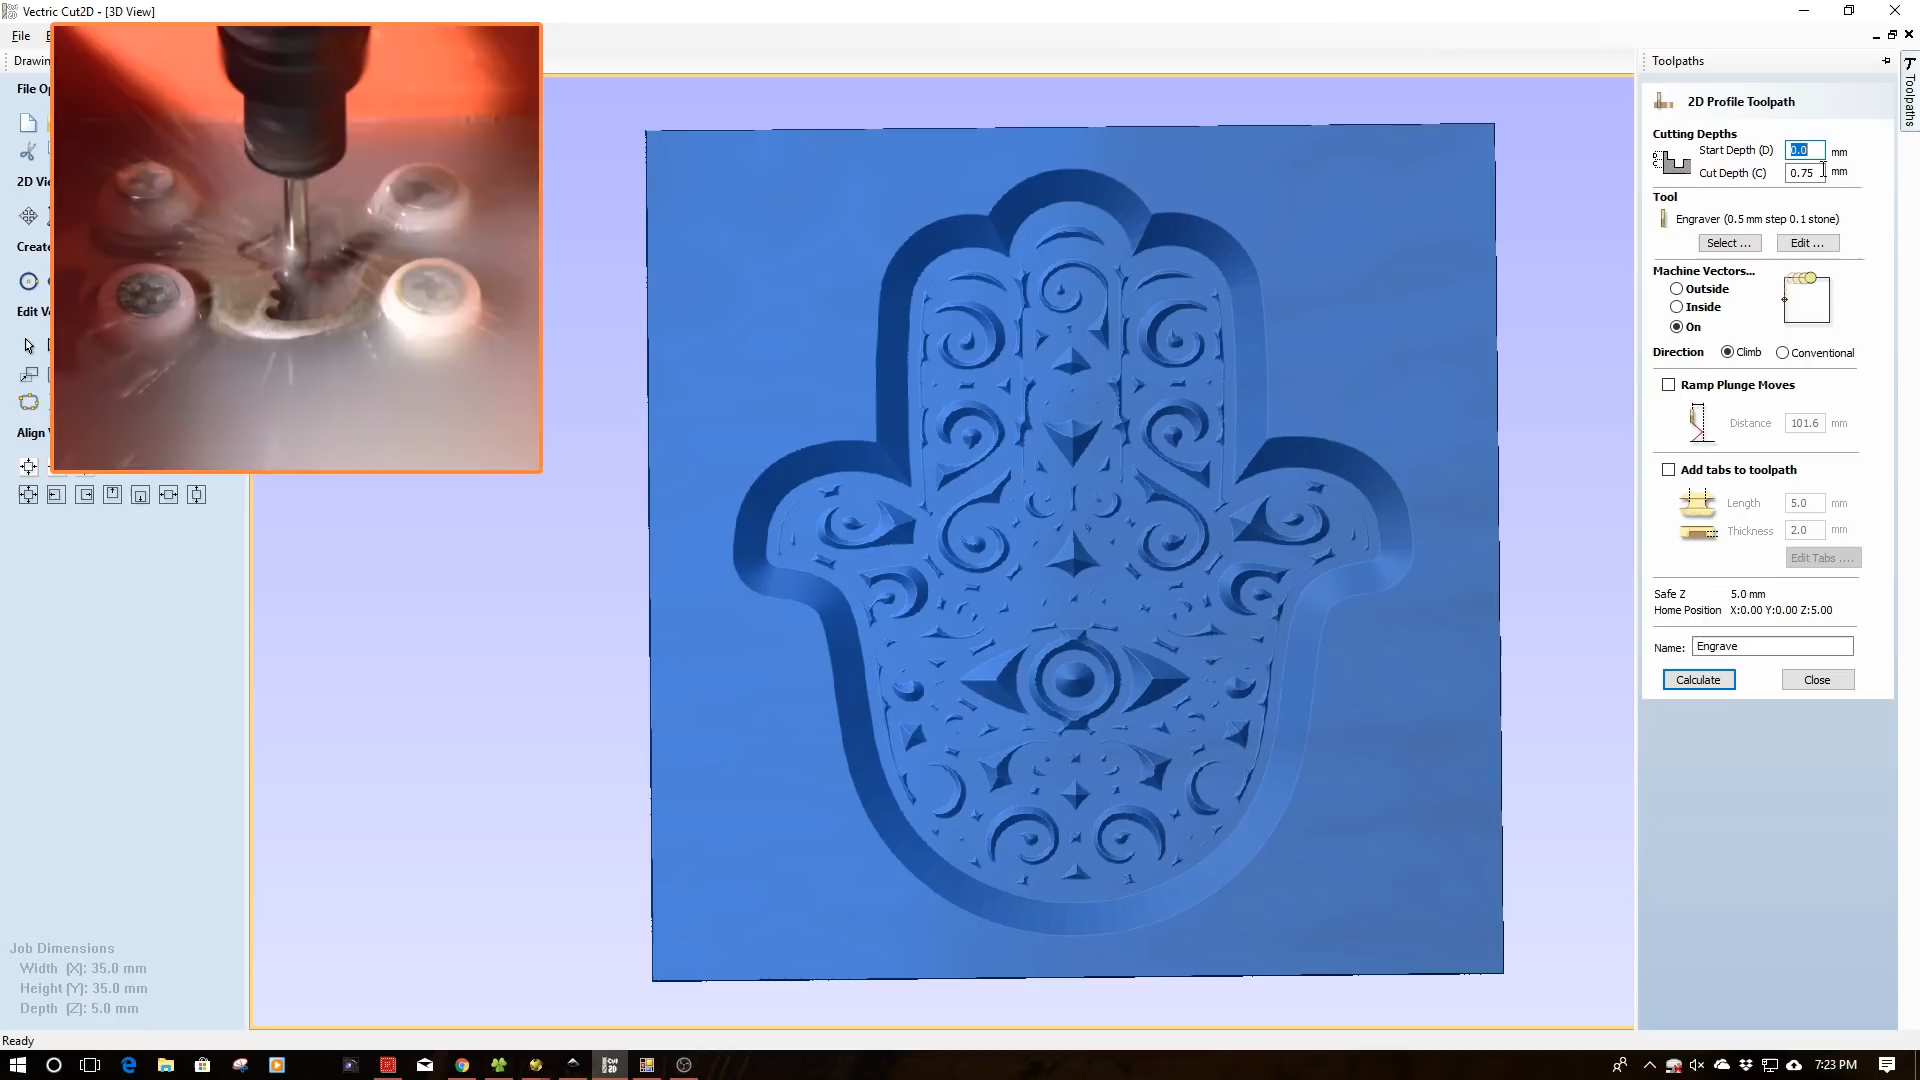 Vectric Cut2D - [3D View]
File
Drawin
Toolpaths
File Op
2D Vie
Create
Edit Ve
Align V
2D Profile Toolpath
Cutting Depths
Start Depth (D) 0.0 mm
Cut Depth (C) 0.75 mm
Tool
Engraver (0.5 mm step 0.1 stone)
Select ... Edit ...
Machine Vectors...
Outside
Inside
On
Direction Climb Conventional
Ramp Plunge Moves
Distance 101.6 mm
Add tabs to toolpath
Length 5.0 mm
Thickness 2.0 mm
Edit Tabs ....
Safe Z 5.0 mm
Home Position X:0.00 Y:0.00 Z:5.00
Name: Engrave
Calculate Close
Toolpaths
Job Dimensions
Width (X): 35.0 mm
Height (Y): 35.0 mm
Depth (Z): 5.0 mm
Ready
7:23 PM